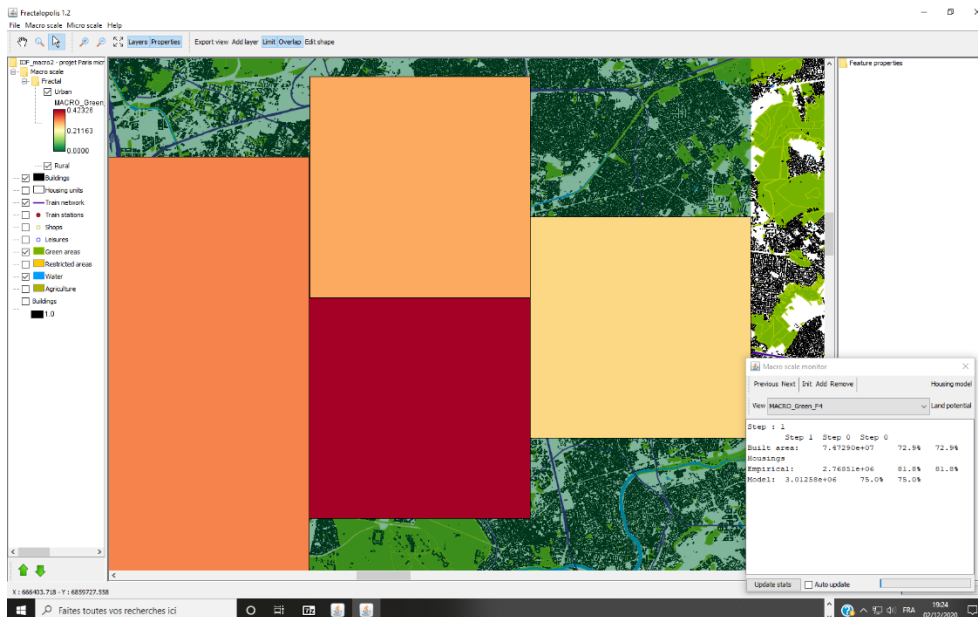 Fractalopolis 1.2
File Macro scale Micro scale Help
Layers Properties Export view Add layer Limit Overlap Edit shape
IDF_macro2 - projet Paris micr
Macro scale
Fractal
Urban
MACRO_Green_
0.42326
0.21163
0.0000
Rural
Buildings
Housing units
Train network
Train stations
Shops
Leisures
Green areas
Restricted areas
Water
Agriculture
Buildings
1.0
Feature properties
Macro scale monitor
Previous Next Init Add Remove Housing model
View MACRO_Green_F4 Land potential
Step : 1
Step 1 Step 0 Step 0
Built area: 7.47290e+07 72.9% 72.9%
Housings
Empirical: 2.76851e+06 81.8% 81.8%
Model: 3.01258e+06 75.0% 75.0%
Update stats Auto update
X : 666403.718 - Y : 6859727.558
Faites toutes vos recherches ici
FRA
19:24
02/12/2020